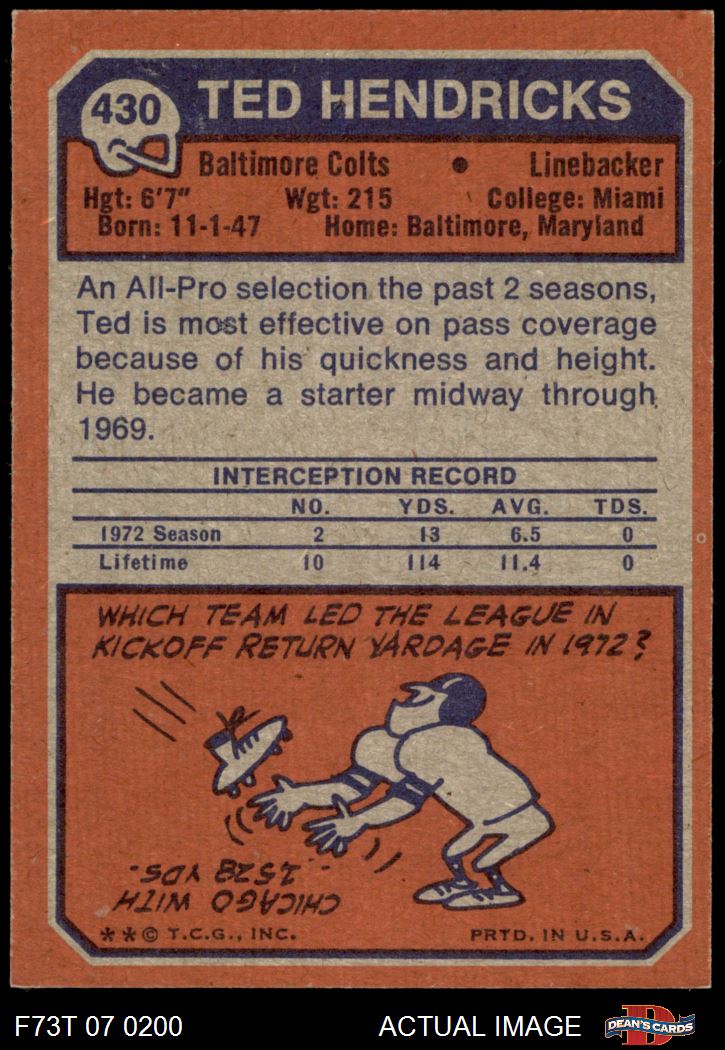 430
TED HENDRICKS
Baltimore Colts • Linebacker
Hgt: 6'7" Wgt: 215 College: Miami
Born: 11-1-47 Home: Baltimore, Maryland
An All-Pro selection the past 2 seasons,
Ted is most effective on pass coverage
because of his quickness and height.
He became a starter midway through
1969.
INTERCEPTION RECORD
NO. YDS. AVG. TDS.
1972 Season 2 13 6.5 0
Lifetime 10 114 11.4 0
WHICH TEAM LED THE LEAGUE IN
KICKOFF RETURN YARDAGE IN 1972?
CHICAGO WITH
1528 YDS.
**© T.C.G., INC. PRTD. IN U.S.A.
F73T 07 0200 ACTUAL IMAGE
D
DEAN'S CARDS